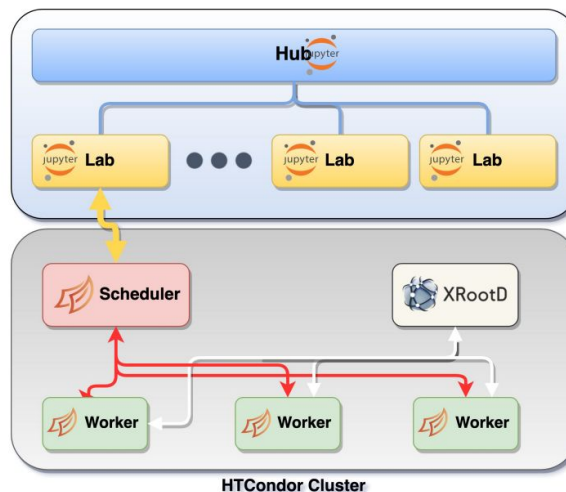 Hub jupyter
jupyter Lab
jupyter Lab
jupyter Lab
Scheduler
XRootD
Worker
Worker
Worker
HTCondor Cluster